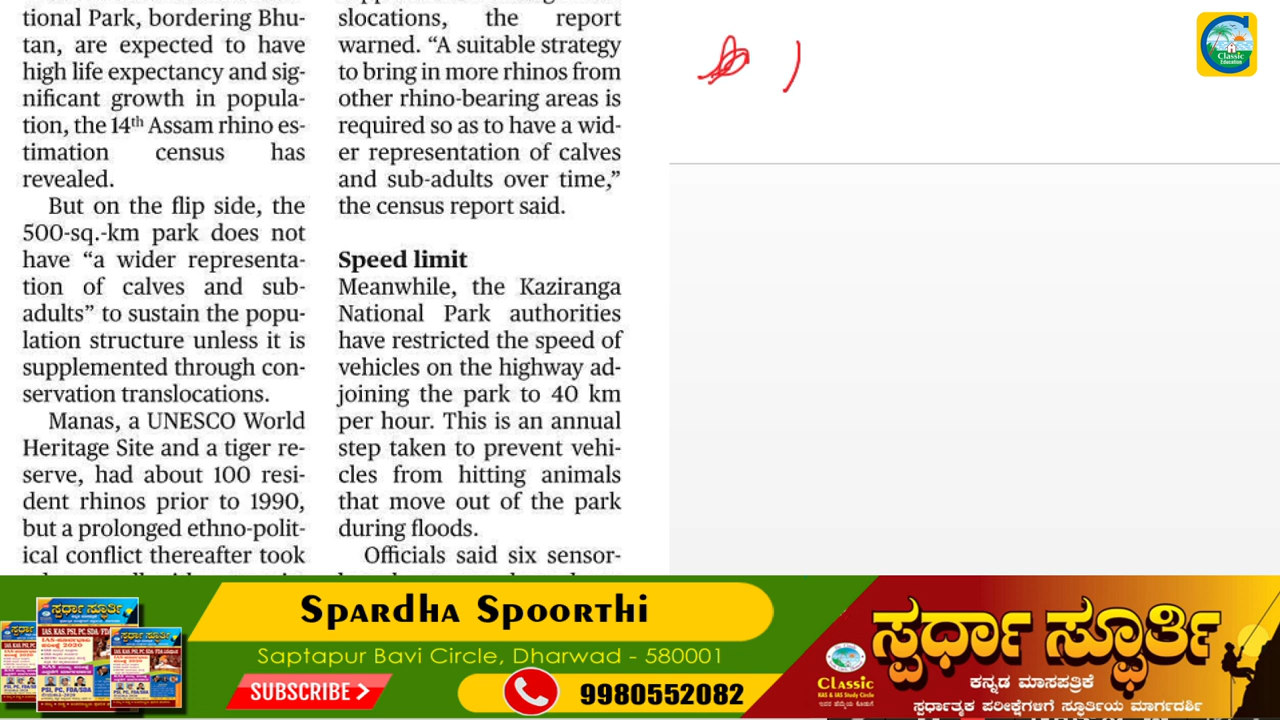 tional Park, bordering Bhu-
tan, are expected to have
high life expectancy and sig-
nificant growth in popula-
tion, the 14th Assam rhino es-
timation census has
revealed.
But on the flip side, the
500-sq.-km park does not
have “a wider representa-
tion of calves and sub-
adults” to sustain the popu-
lation structure unless it is
supplemented through con-
servation translocations.
Manas, a UNESCO World
Heritage Site and a tiger re-
serve, had about 100 resi-
dent rhinos prior to 1990,
but a prolonged ethno-polit-
ical conflict thereafter took
slocations, the report
warned. “A suitable strategy
to bring in more rhinos from
other rhino-bearing areas is
required so as to have a wid-
er representation of calves
and sub-adults over time,”
the census report said.
Speed limit
Meanwhile, the Kaziranga
National Park authorities
have restricted the speed of
vehicles on the highway ad-
joining the park to 40 km
per hour. This is an annual
step taken to prevent vehi-
cles from hitting animals
that move out of the park
during floods.
Officials said six sensor-
Classic
Education
Spardha Spoorthi
Saptapur Bavi Circle, Dharwad - 580001
SUBSCRIBE
9980552082
ಸ್ಪರ್ಧಾ ಸ್ಫೂರ್ತಿ
ಕನ್ನಡ ಮಾಸಪತ್ರಿಕೆ
ಸ್ಪರ್ಧಾತ್ಮಕ ಪರೀಕ್ಷೆಗಳಿಗೆ ಸ್ಫೂರ್ತಿಯ ಮಾರ್ಗದರ್ಶಿ
Classic
KAS & IAS Study Circle
ಸ್ಪರ್ಧಾ ಸ್ಫೂರ್ತಿ